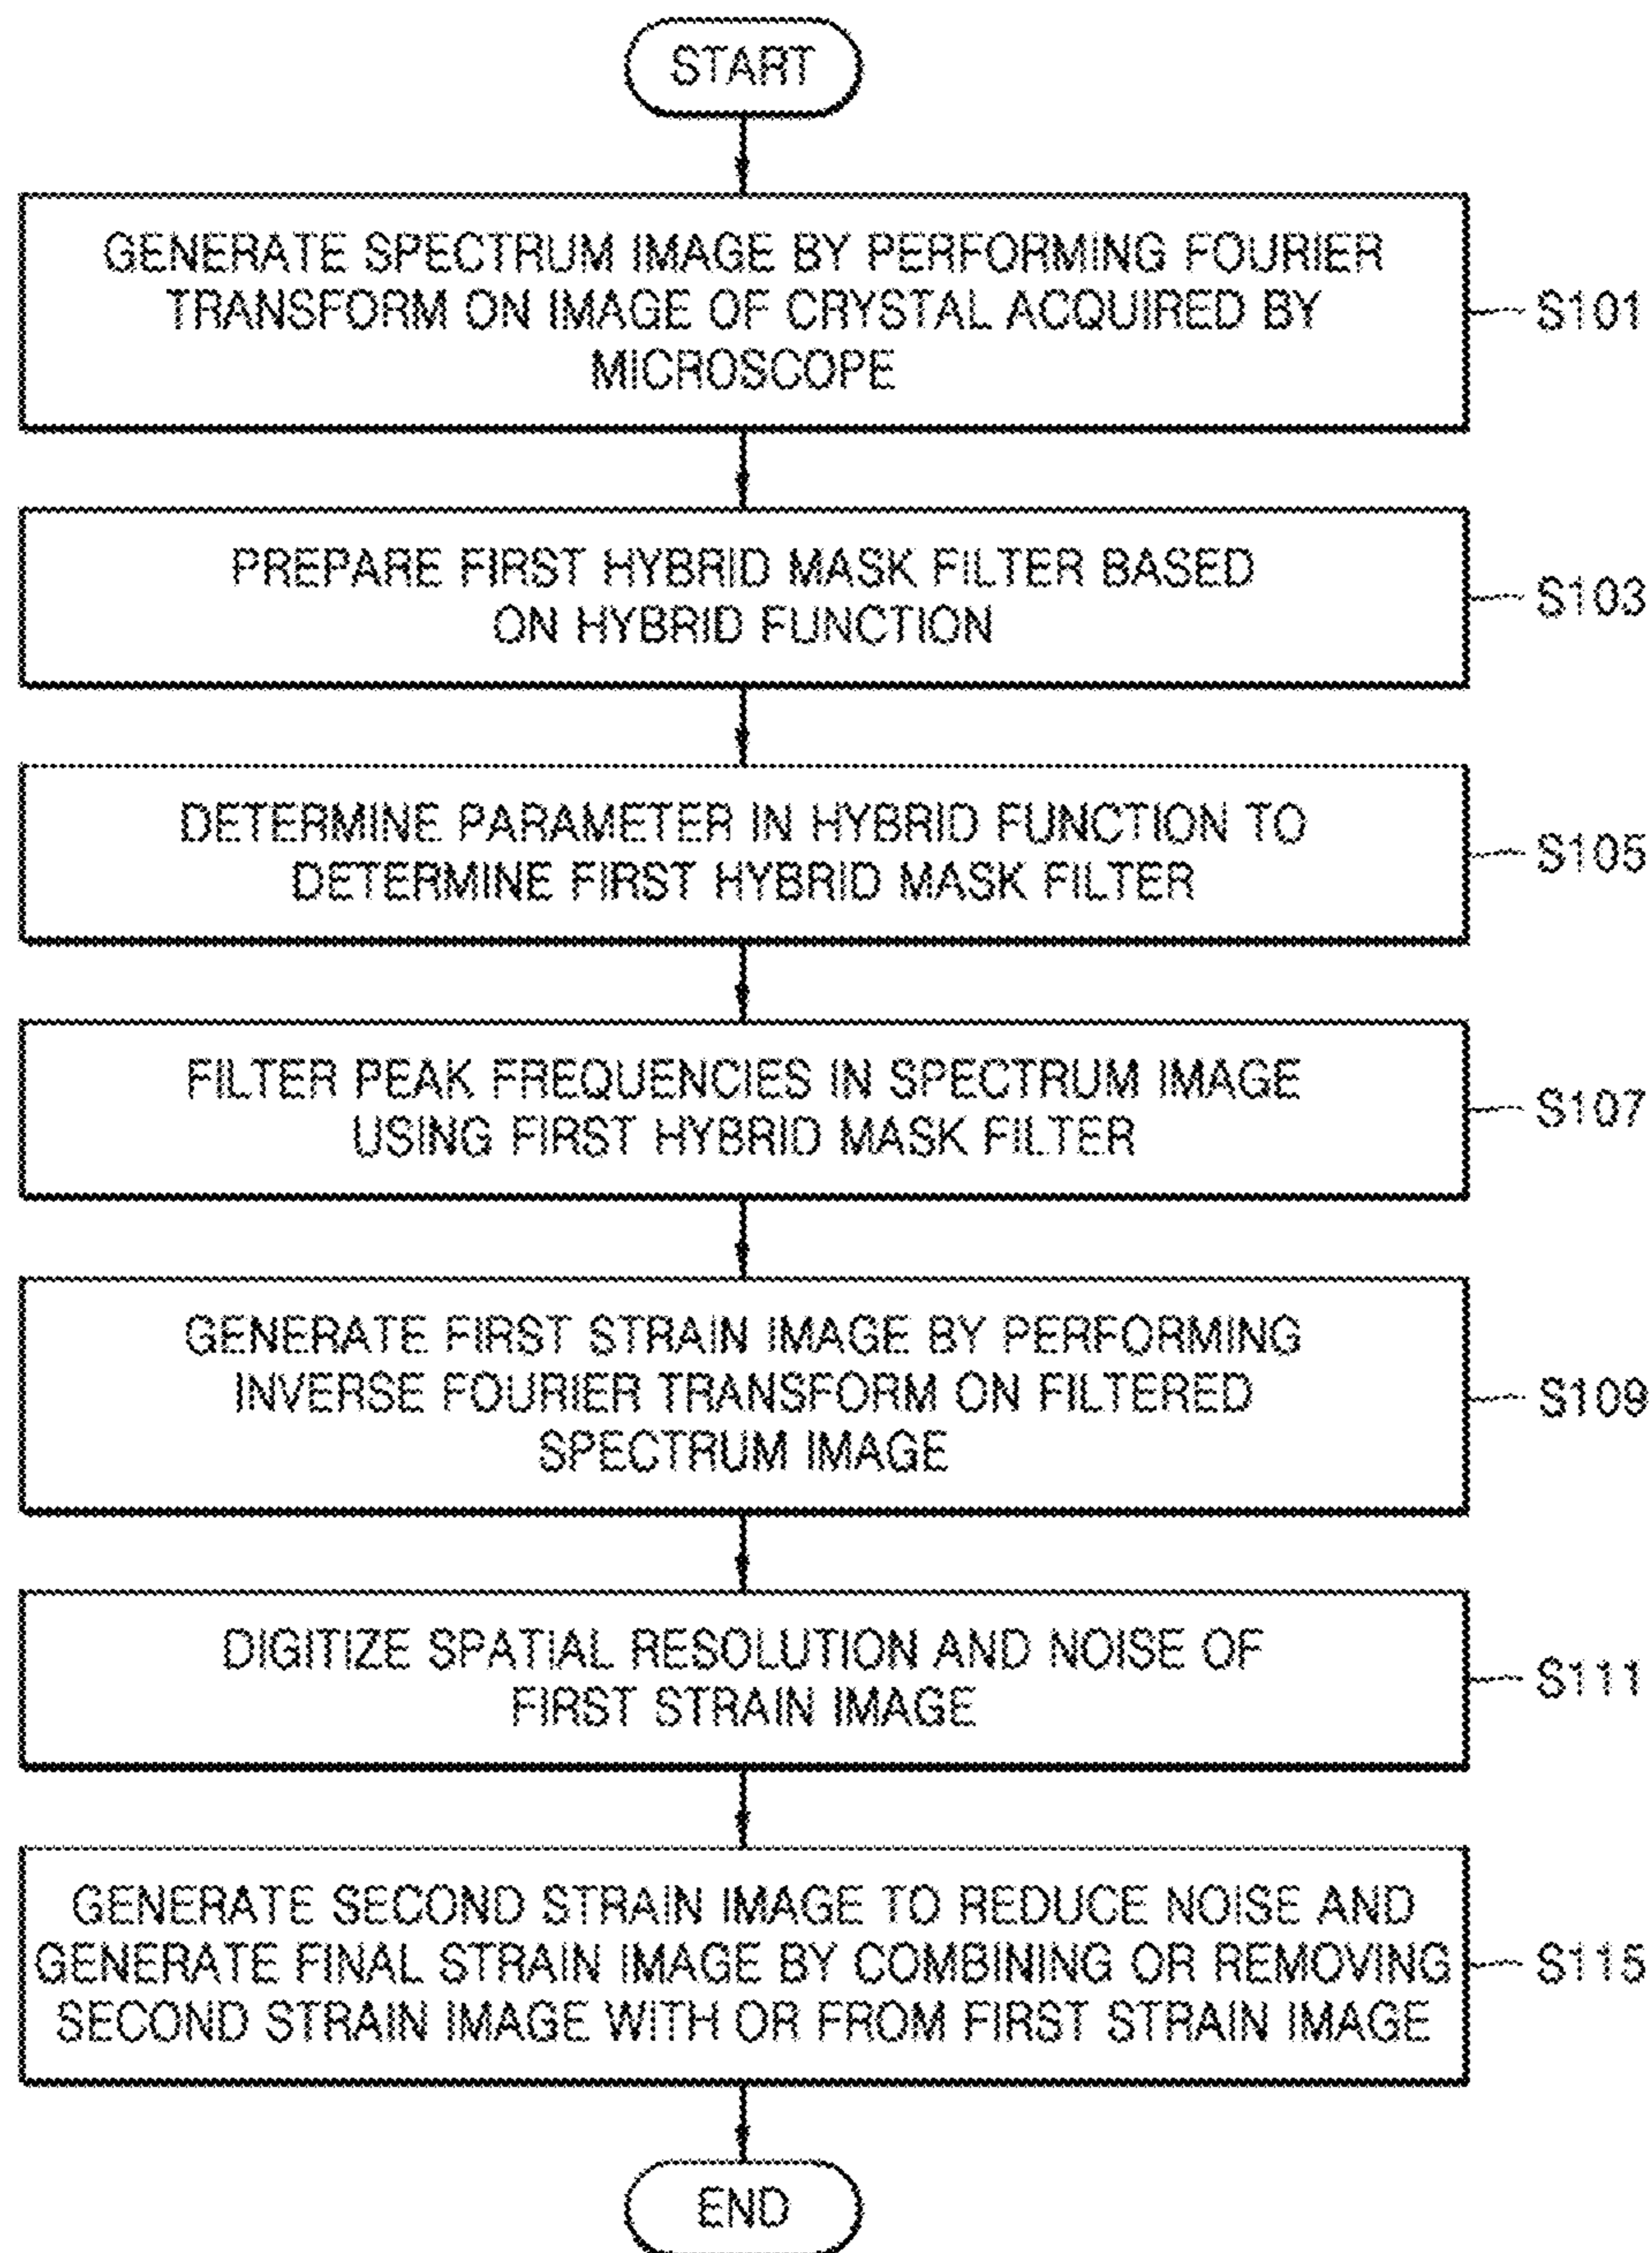 START
GENERATE SPECTRUM IMAGE BY PERFORMING FOURIER
TRANSFORM ON IMAGE OF CRYSTAL ACQUIRED BY
MICROSCOPE
S101
PREPARE FIRST HYBRID MASK FILTER BASED
ON HYBRID FUNCTION
S103
DETERMINE PARAMETER IN HYBRID FUNCTION TO
DETERMINE FIRST HYBRID MASK FILTER
S105
FILTER PEAK FREQUENCIES IN SPECTRUM IMAGE
USING FIRST HYBRID MASK FILTER
S107
GENERATE FIRST STRAIN IMAGE BY PERFORMING
INVERSE FOURIER TRANSFORM ON FILTERED
SPECTRUM IMAGE
S109
DIGITIZE SPATIAL RESOLUTION AND NOISE OF
FIRST STRAIN IMAGE
S111
GENERATE SECOND STRAIN IMAGE TO REDUCE NOISE AND
GENERATE FINAL STRAIN IMAGE BY COMBINING OR REMOVING
SECOND STRAIN IMAGE WITH OR FROM FIRST STRAIN IMAGE
S115
END